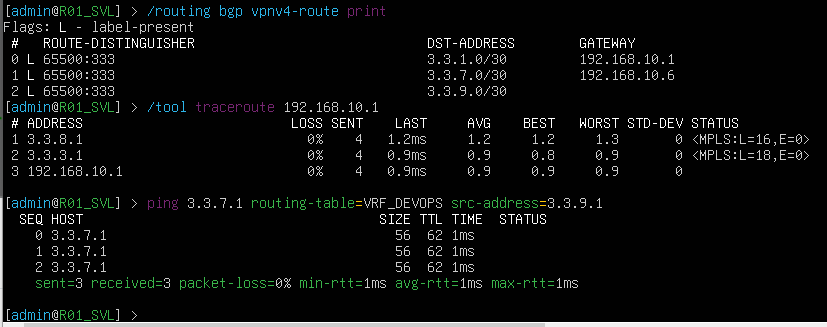 [admin@R01_SVL] > /routing bgp vpnv4-route print
Flags: L - label-present
 #   ROUTE-DISTINGUISHER                             DST-ADDRESS        GATEWAY
 0 L 65500:333                                       3.3.1.0/30         192.168.10.1
 1 L 65500:333                                       3.3.7.0/30         192.168.10.6
 2 L 65500:333                                       3.3.9.0/30
[admin@R01_SVL] > /tool traceroute 192.168.10.1
 # ADDRESS                          LOSS SENT    LAST     AVG    BEST   WORST STD-DEV STATUS
 1 3.3.8.1                            0%    4   1.2ms     1.2     1.2     1.3       0 <MPLS:L=16,E=0>
 2 3.3.3.1                            0%    4   0.9ms     0.9     0.8     0.9       0 <MPLS:L=18,E=0>
 3 192.168.10.1                       0%    4   0.9ms     0.9     0.9     0.9       0
[admin@R01_SVL] > ping 3.3.7.1 routing-table=VRF_DEVOPS src-address=3.3.9.1
  SEQ HOST                                     SIZE TTL TIME  STATUS
    0 3.3.7.1                                    56  62 1ms
    1 3.3.7.1                                    56  62 1ms
    2 3.3.7.1                                    56  62 1ms
    sent=3 received=3 packet-loss=0% min-rtt=1ms avg-rtt=1ms max-rtt=1ms
[admin@R01_SVL] >